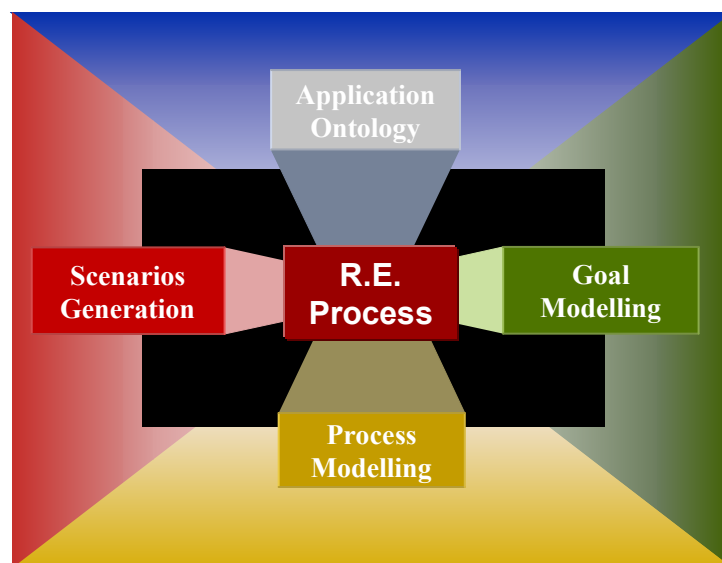 Application
Ontology
Scenarios
Generation
R.E.
Process
Goal
Modelling
Process
Modelling